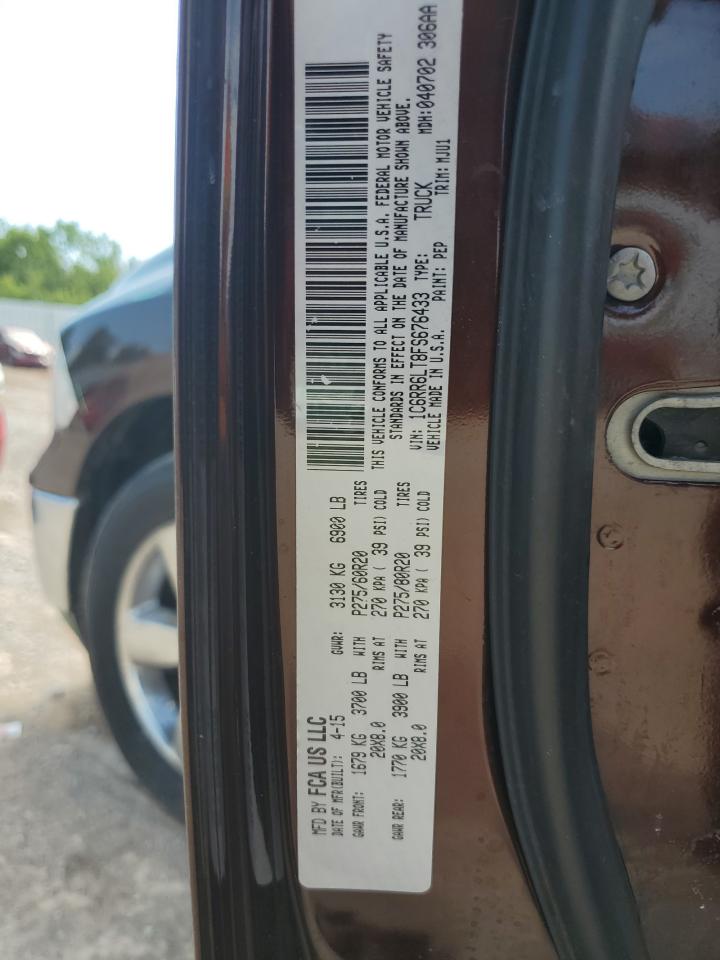 MFD BY FCA US LLC
DATE OF MFR(BUILT): 4-15 GVWR: 3130 KG 6900 LB
GAWR FRONT: 1679 KG 3700 LB WITH P275/60R20 TIRES
20X8.0 RIMS AT 270 KPA ( 39 PSI) COLD
GAWR REAR: 1770 KG 3900 LB WITH P275/60R20 TIRES
20X8.0 RIMS AT 270 KPA ( 39 PSI) COLD
THIS VEHICLE CONFORMS TO ALL APPLICABLE U.S.A. FEDERAL MOTOR VEHICLE SAFETY
STANDARDS IN EFFECT ON THE DATE OF MANUFACTURE SHOWN ABOVE.
VIN: 1C6RR6LT8FS676433 TYPE: TRUCK MDH:040702 306AA
VEHICLE MADE IN U.S.A. PAINT: PEP TRIM: MJU1